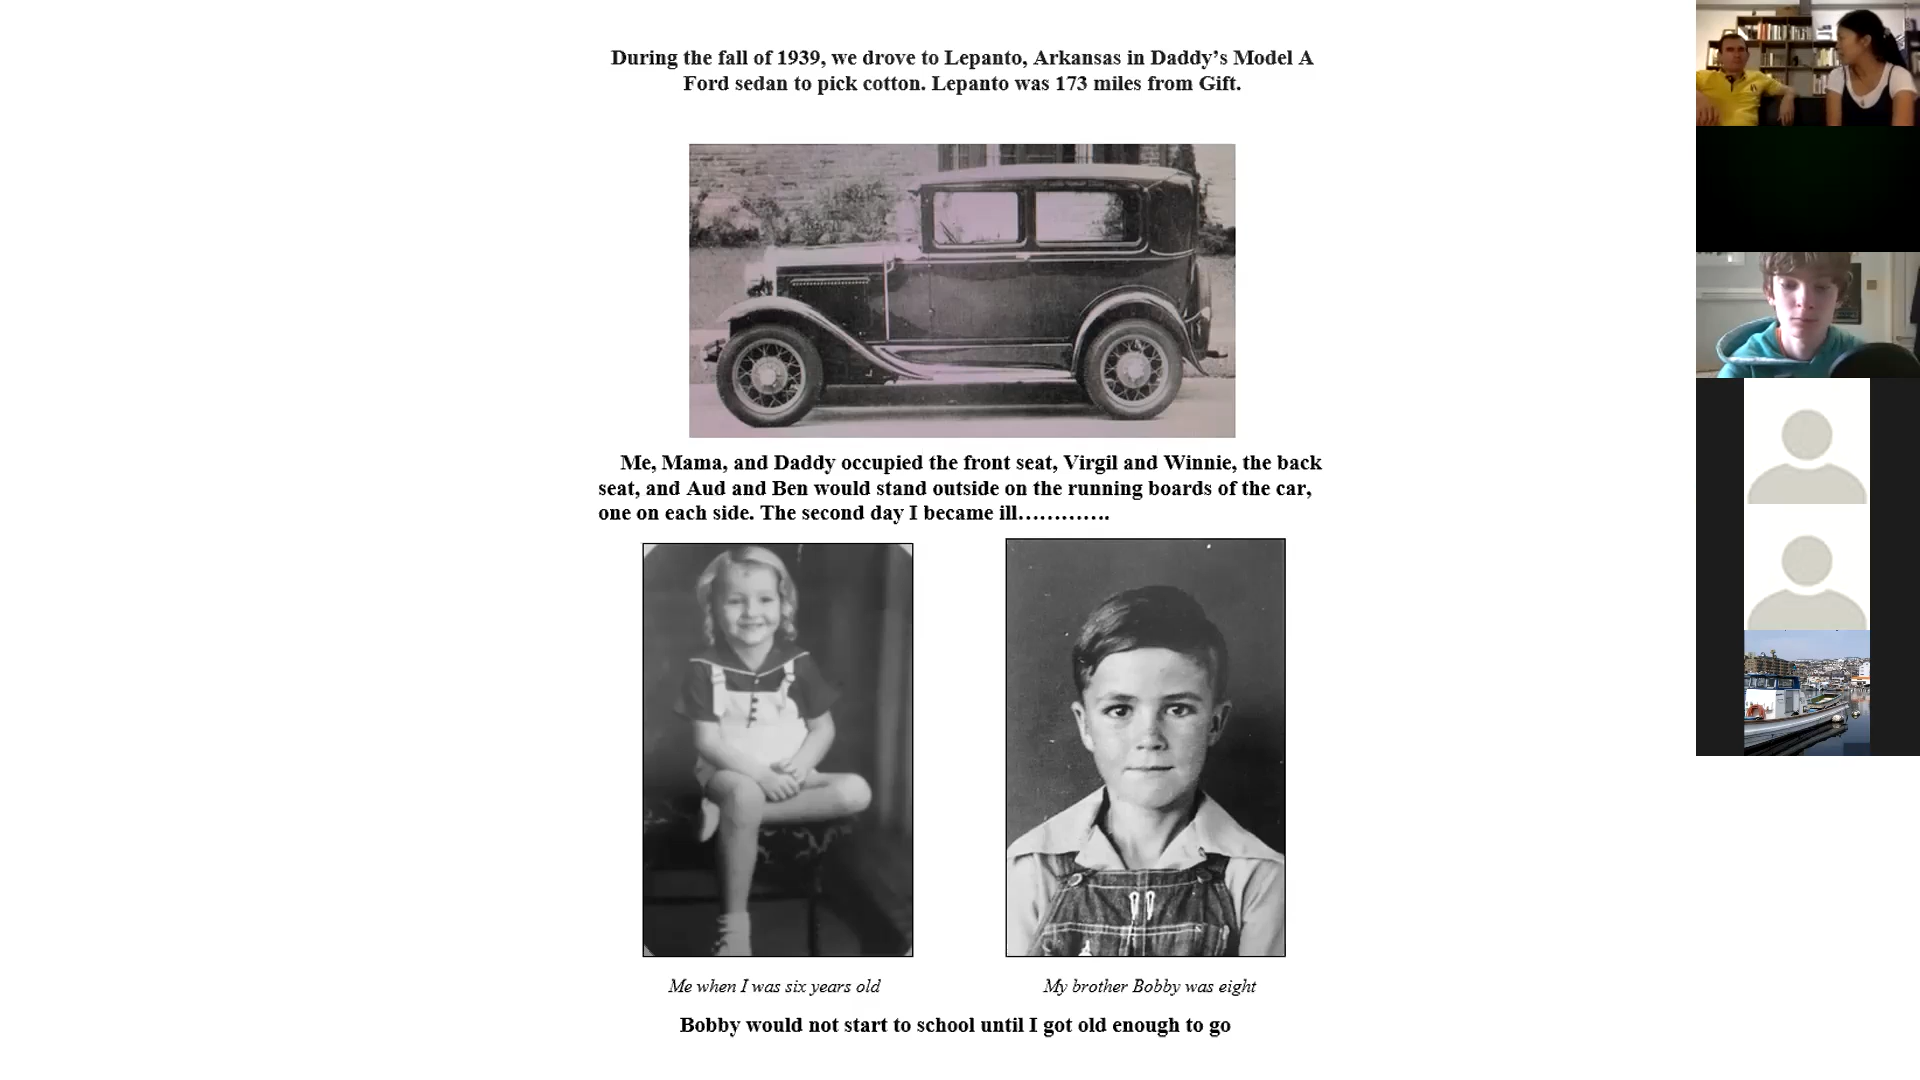 During the fall of 1939, we drove to Lepanto, Arkansas in Daddy’s Model A
Ford sedan to pick cotton. Lepanto was 173 miles from Gift.
Me, Mama, and Daddy occupied the front seat, Virgil and Winnie, the back
seat, and Aud and Ben would stand outside on the running boards of the car,
one on each side. The second day I became ill………….
Me when I was six years old
My brother Bobby was eight
Bobby would not start to school until I got old enough to go